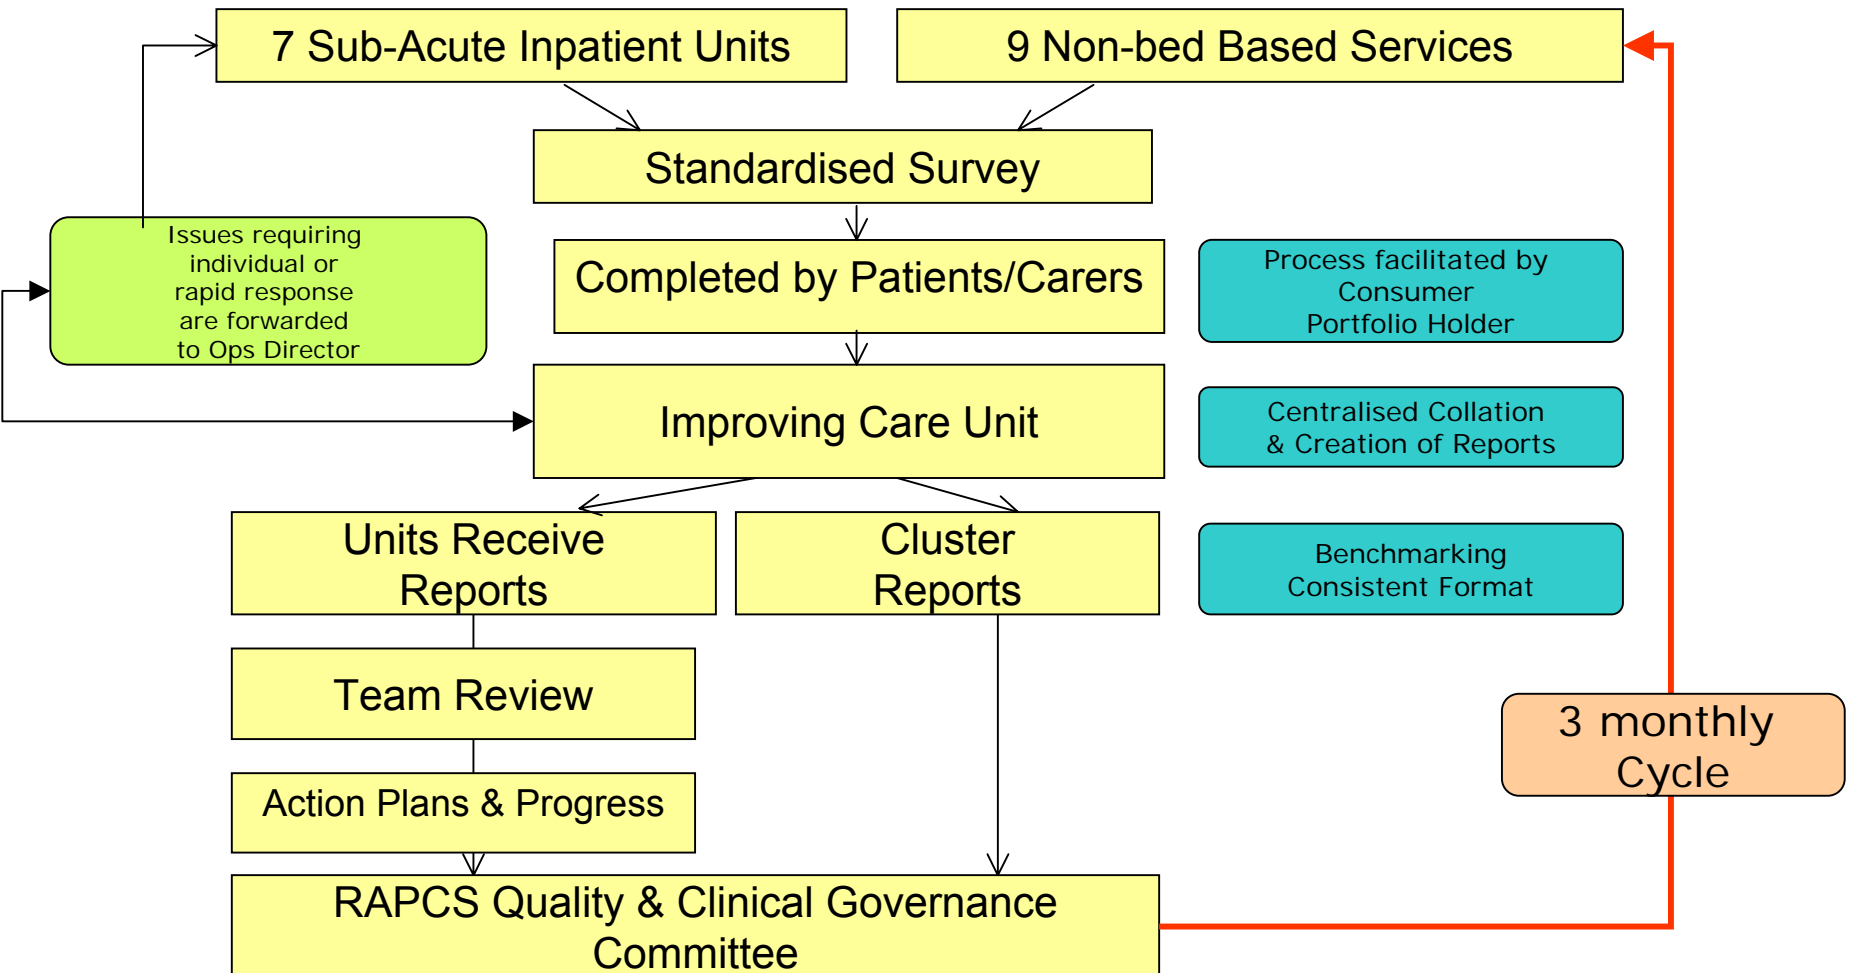 7 Sub-Acute Inpatient Units
9 Non-bed Based Services
Standardised Survey
Issues requiring
individual or
rapid response
are forwarded
to Ops Director
Completed by Patients/Carers
Process facilitated by
Consumer
Portfolio Holder
Improving Care Unit
Centralised Collation
& Creation of Reports
Units Receive
Reports
Cluster
Reports
Benchmarking
Consistent Format
Team Review
3 monthly
Cycle
Action Plans & Progress
RAPCS Quality & Clinical Governance
Committee